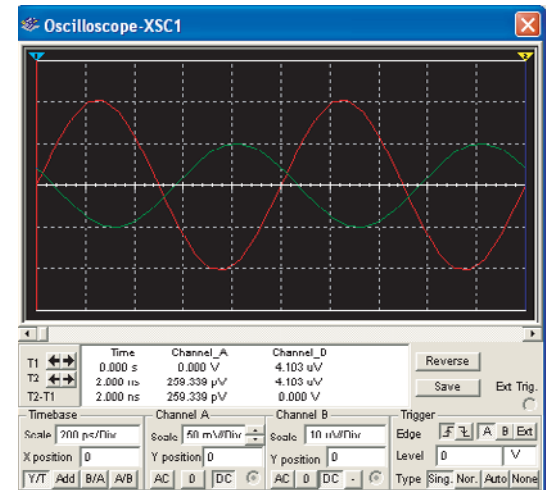 Oscilloscope-XSC1
1 2
Time Channel_A Channel_D
T1 0.000 s 0.000 V 4.103 uV
T2 2.000 ns 259.339 pV 4.103 uV
T2-T1 2.000 ns 259.339 pV 0.000 V
Reverse
Save
Ext Trig.
Timebase Channel A Channel B Trigger
Scale 200 ps/Div Scale 50 mV/Div Scale 10 uV/Div Edge A B Ext
X position 0 Y position 0 Y position 0 Level 0 V
Y/T Add B/A A/B AC 0 DC AC 0 DC - Type Sing. Nor. Auto None